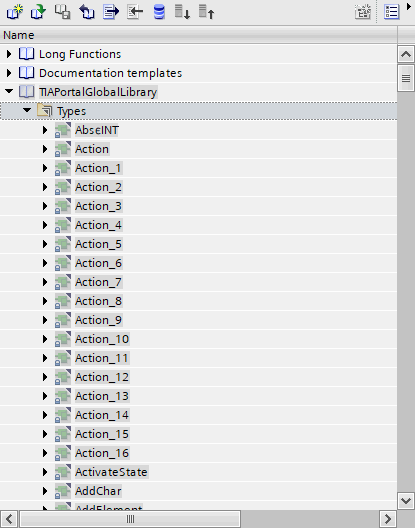 Name
Long Functions
Documentation templates
TIAPortalGlobalLibrary
Types
AbsєINT
Action
Action_1
Action_2
Action_3
Action_4
Action_5
Action_6
Action_7
Action_8
Action_9
Action_10
Action_11
Action_12
Action_13
Action_14
Action_15
Action_16
ActivateState
AddChar
AddElement